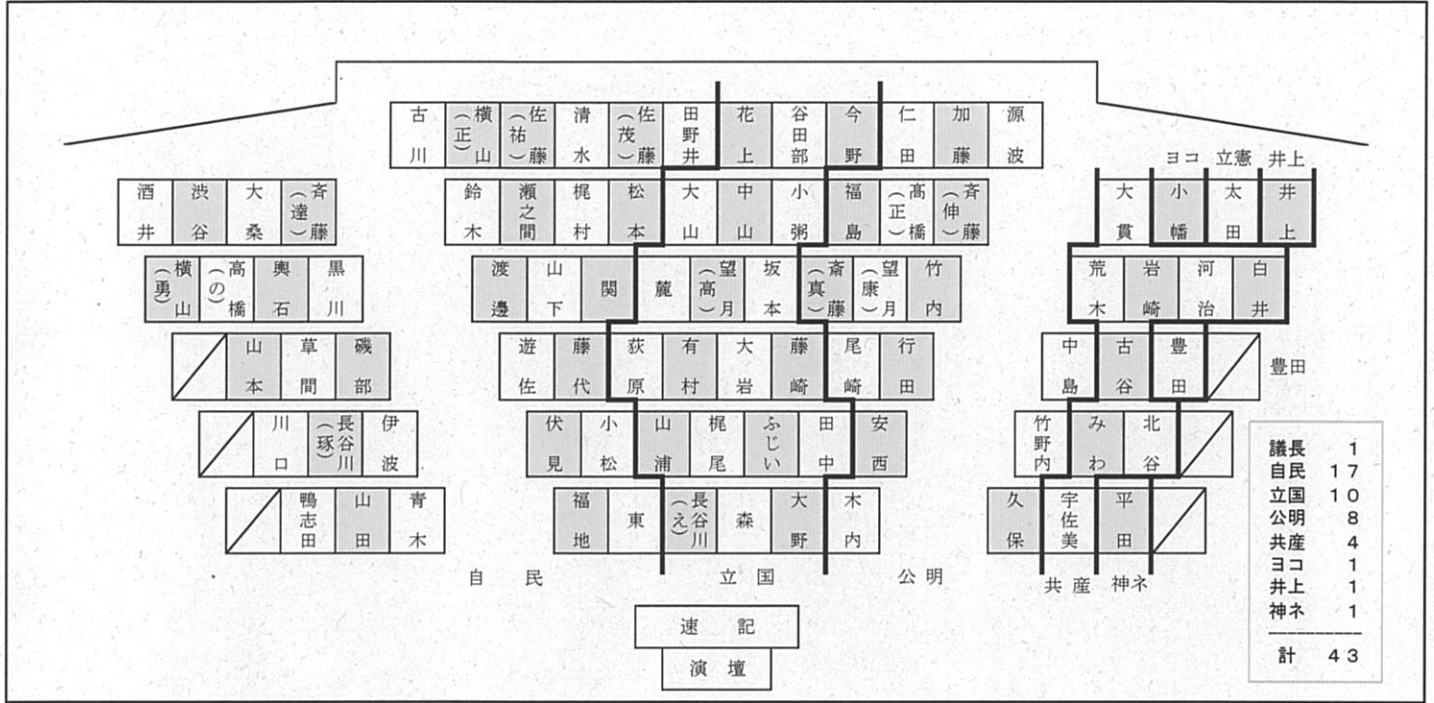 古川 横山(正) 佐藤(祐) 清水 佐藤(茂) 田野井 花上 谷田部 今野 仁田 加藤 源波
ヨコ 立憲 井上
酒井 渋谷 大桑 斉藤(達) 鈴木 瀬之間 梶村 松本 大山 中山 小粥 福島 髙橋(正) 斉藤(伸) 大貫 小幡 太田 井上
横山(勇) 高橋(の) 輿石 黒川 渡邊 山下 関 麓 望月(高) 坂本 斎藤(真) 望月(康) 竹内 荒木 岩崎 河治 白井
山本 草間 磯部 遊佐 藤代 荻原 有村 大岩 藤崎 尾崎 行田 中島 古谷 豊田 豊田
川口 長谷川(琢) 伊波 伏見 小松 山浦 梶尾 ふじい 田中 安西 竹野内 みわ 北谷
鴨志田 山田 青木 福地 東 長谷川(え) 森 大野 木内 久保 宇佐美 平田
自民 立国 公明 共産 神ネ
速記
演壇
議長 1
自民 17
立国 10
公明 8
共産 4
ヨコ 1
井上 1
神ネ 1
計 43